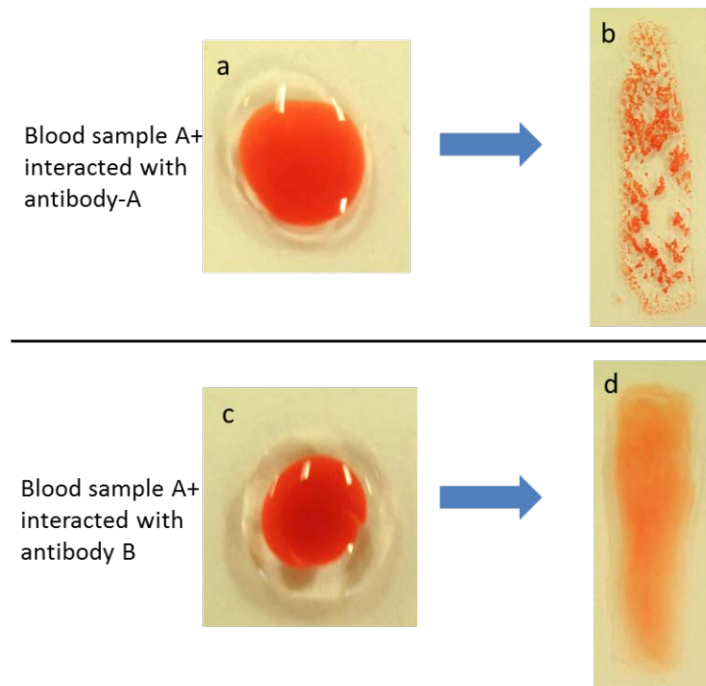 a
b
Blood sample A+
interacted with
antibody-A
c
d
Blood sample A+
interacted with
antibody B